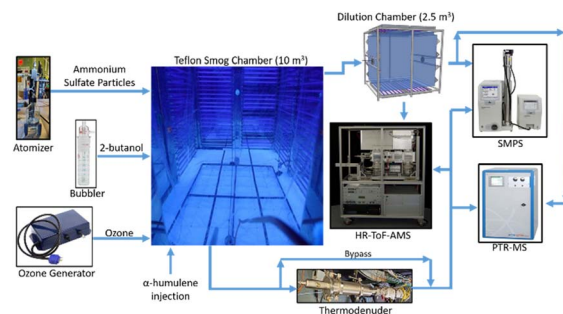 Dilution Chamber (2.5 m³)
Teflon Smog Chamber (10 m³)
Ammonium
Sulfate Particles
Atomizer
SMPS
2-butanol
Bubbler
HR-ToF-AMS
Ozone
PTR-MS
Ozone Generator
Bypass
α-humulene
injection
Thermodenuder